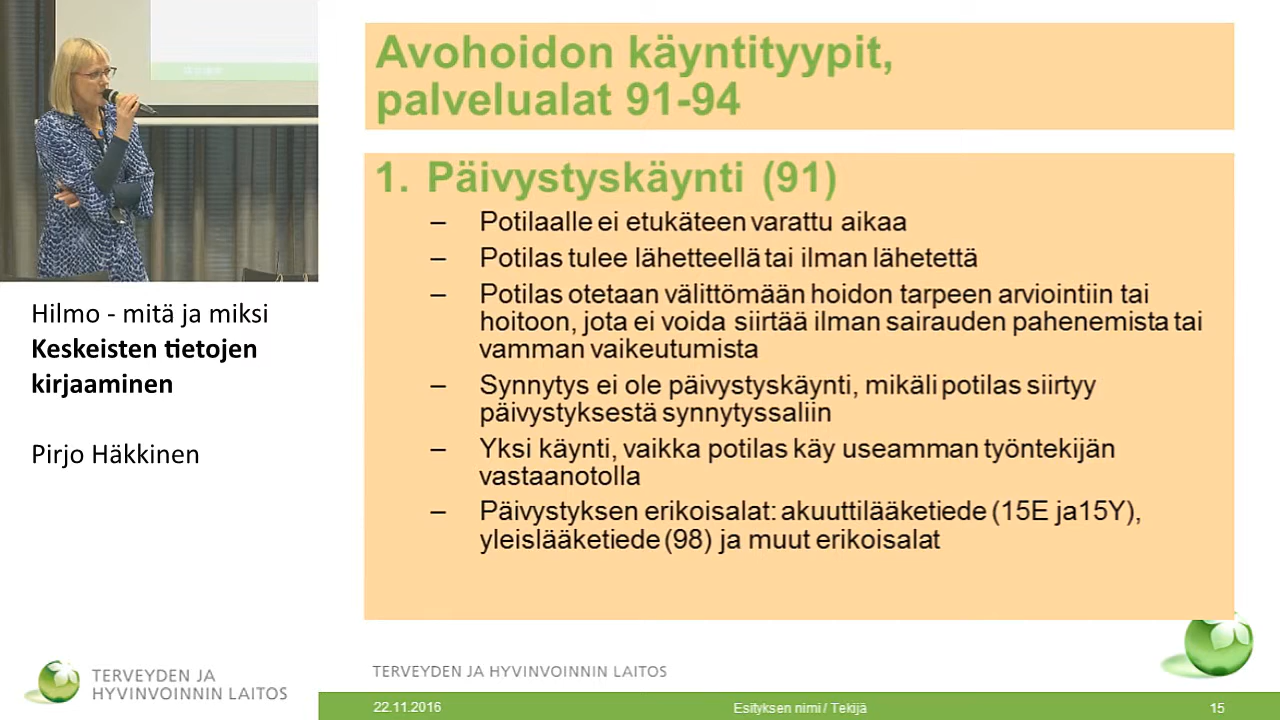 Avohoidon käyntityypit,
palvelualat 91-94
1. Päivystyskäynti (91)
– Potilaalle ei etukäteen varattu aikaa
– Potilas tulee lähetteellä tai ilman lähetettä
– Potilas otetaan välittömään hoidon tarpeen arviointiin tai
hoitoon, jota ei voida siirtää ilman sairauden pahenemista tai
vamman vaikeutumista
– Synnytys ei ole päivystyskäynti, mikäli potilas siirtyy
päivystyksestä synnytyssaliin
– Yksi käynti, vaikka potilas käy useamman työntekijän
vastaanotolla
– Päivystyksen erikoisalat: akuuttilääketiede (15E ja15Y),
yleislääketiede (98) ja muut erikoisalat
Hilmo - mitä ja miksi
Keskeisten tietojen
kirjaaminen
Pirjo Häkkinen
TERVEYDEN JA
HYVINVOINNIN LAITOS
TERVEYDEN JA HYVINVOINNIN LAITOS
22.11.2016
Esityksen nimi / Tekijä
15